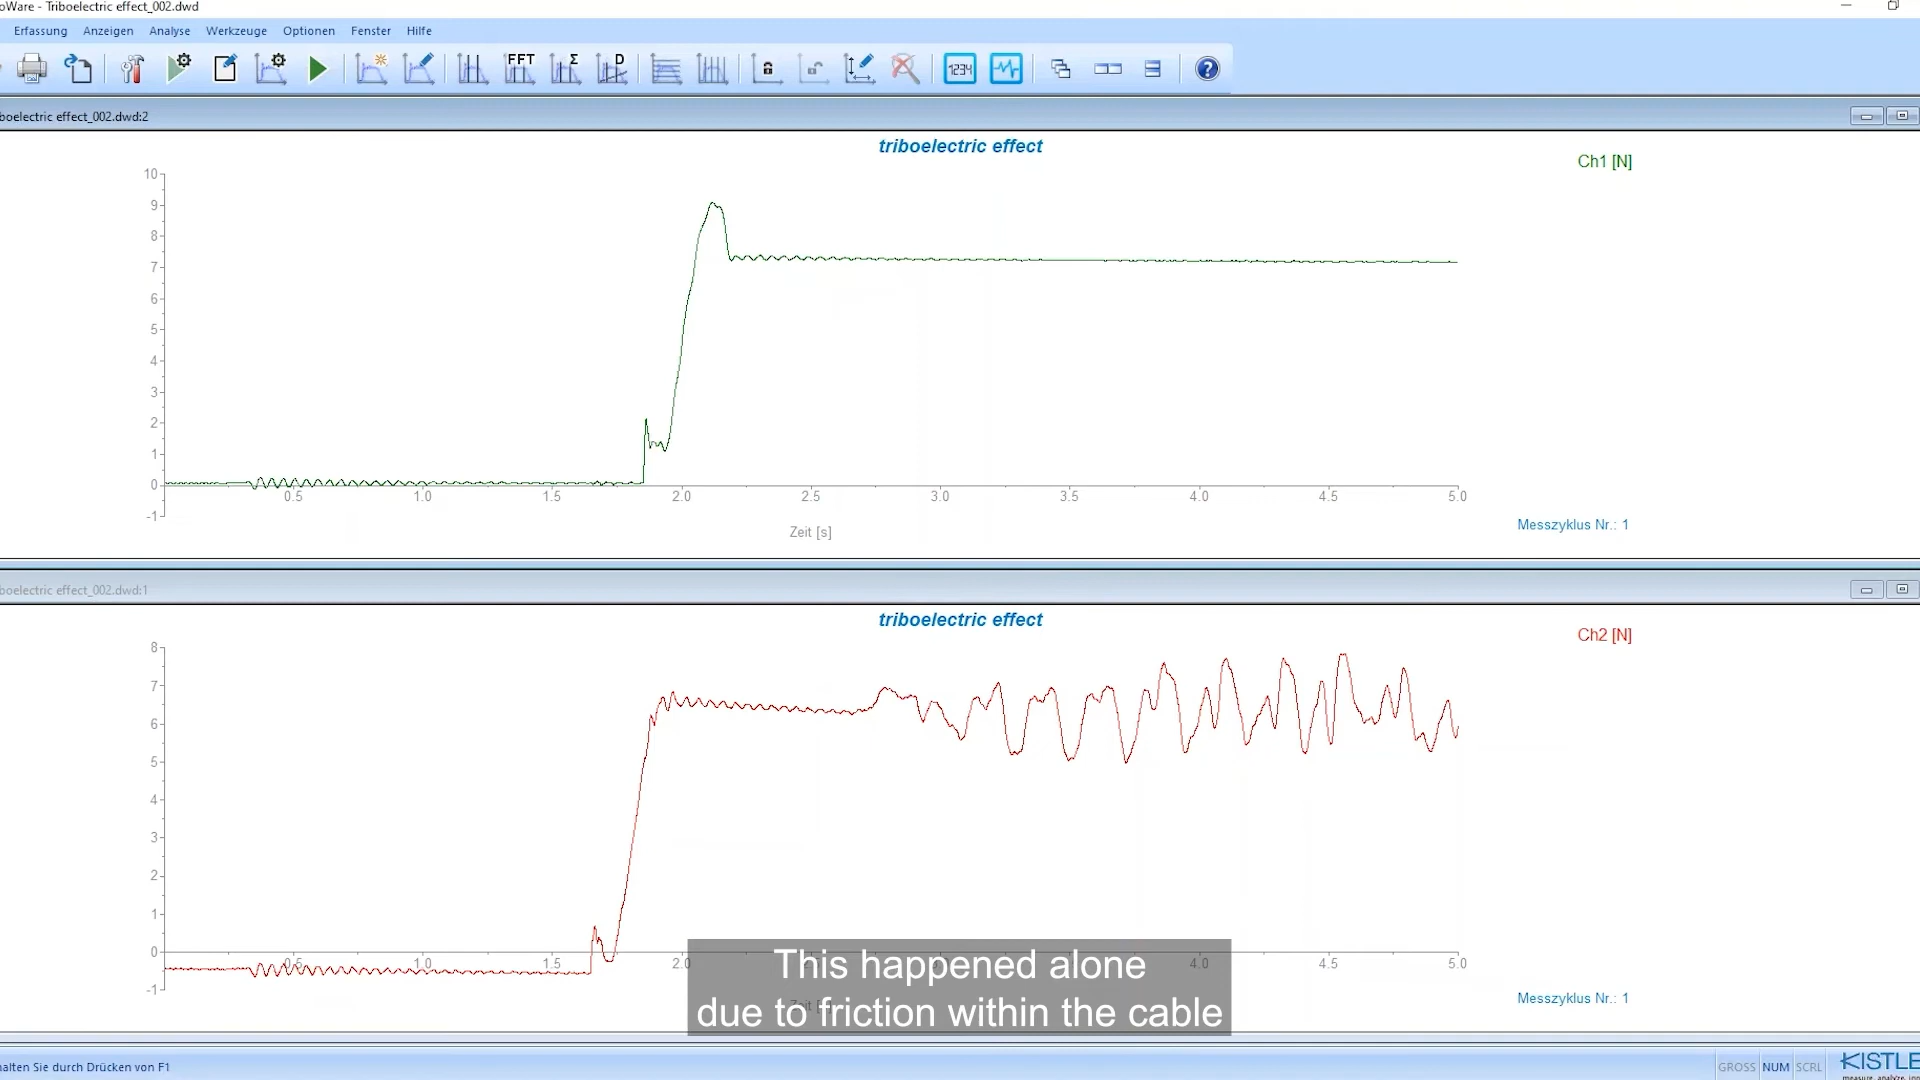 oWare - Triboelectric effect_002.dwd
Erfassung Anzeigen Analyse Werkzeuge Optionen Fenster Hilfe
FFT Σ D 1234 ?
boelectric effect_002.dwd:2
triboelectric effect
Ch1 [N]
10
9
8
7
6
5
4
3
2
1
0
-1
0.5 1.0 1.5 2.0 2.5 3.0 3.5 4.0 4.5 5.0
Zeit [s]
Messzyklus Nr.: 1
boelectric effect_002.dwd:1
triboelectric effect
Ch2 [N]
8
7
6
5
4
3
2
1
0
-1
0.5 1.0 1.5 2.0 4.0 4.5 5.0
This happened alone
due to friction within the cable
Messzyklus Nr.: 1
alten Sie durch Drücken von F1
GROSS NUM SCRL
KISTLE